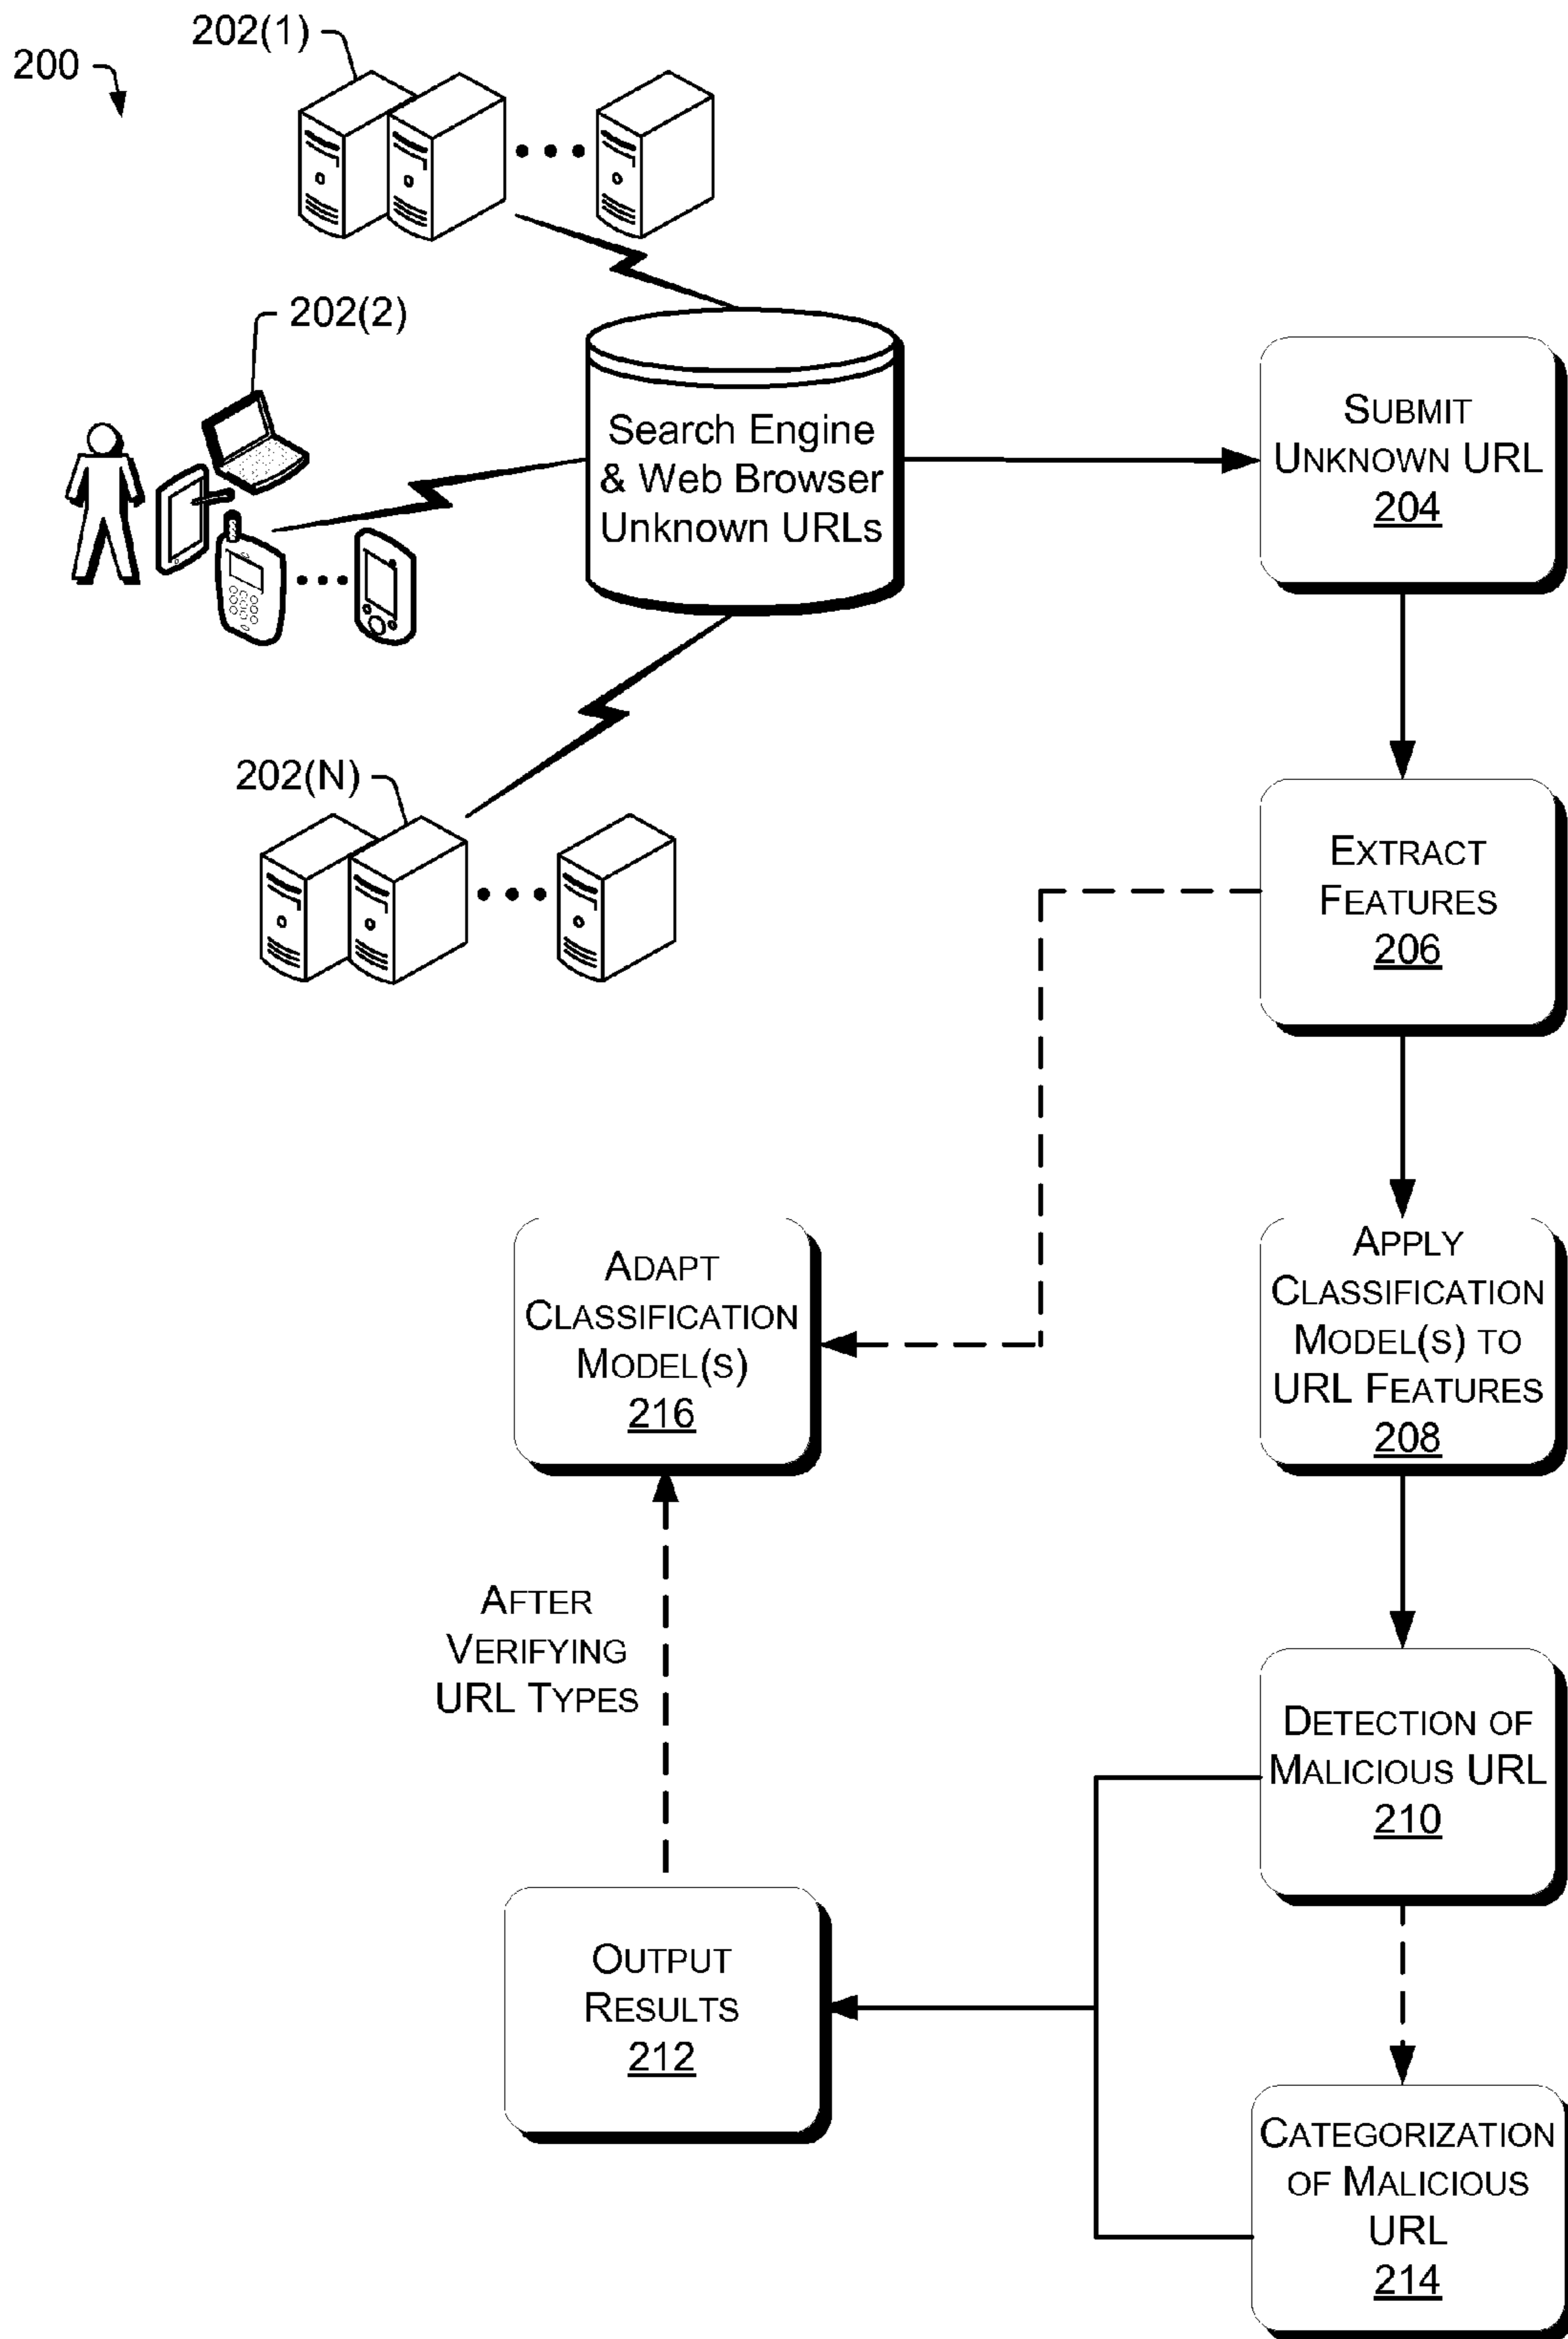 202(1)
200
202(2)
Search Engine
& Web Browser
Unknown URLs
SUBMIT
UNKNOWN URL
204
202(N)
EXTRACT
FEATURES
206
ADAPT
CLASSIFICATION
MODEL(S)
216
APPLY
CLASSIFICATION
MODEL(S) TO
URL FEATURES
208
AFTER
VERIFYING
URL TYPES
DETECTION OF
MALICIOUS URL
210
OUTPUT
RESULTS
212
CATEGORIZATION
OF MALICIOUS
URL
214